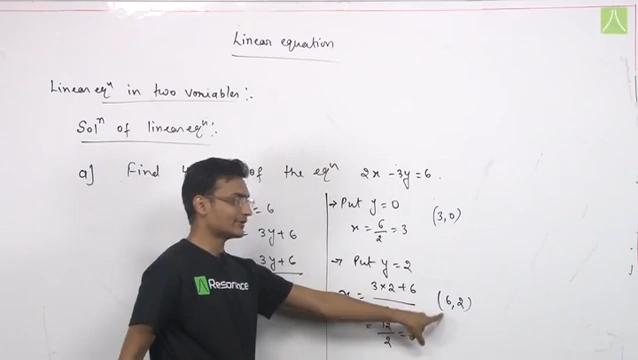 Linear equation
Linear eqⁿ in two variables :-
Solⁿ of linear eqⁿ :-
a) Find of the eqⁿ 2x - 3y = 6 .
= 6
3y + 6
3y + 6
→ Put y = 0
x = 6/2 = 3 (3,0)
→ Put y = 2
3×2 + 6
(6,2)
= 12/2 =
Resonance